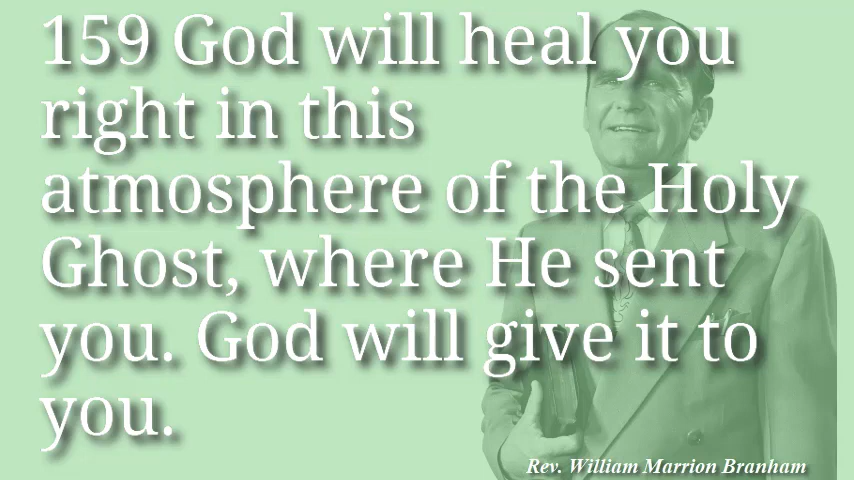 159 God will heal you
right in this
atmosphere of the Holy
Ghost, where He sent
you. God will give it to
you.
Rev. William Marrion Branham